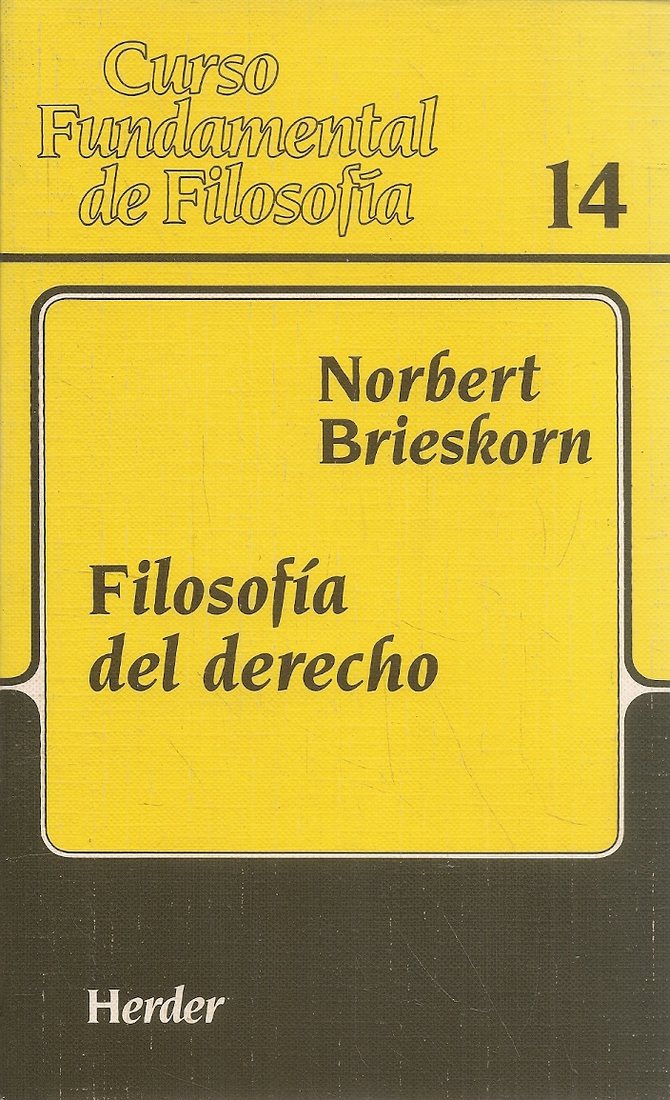 Curso
Fundamental
de Filosofía
14
Norbert
Brieskorn
Filosofía
del derecho
Herder